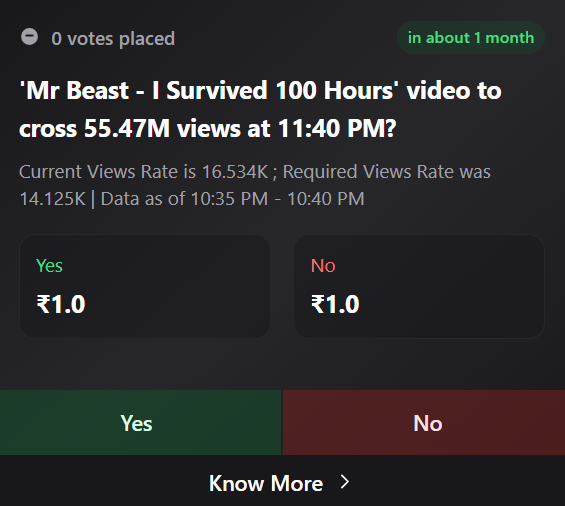 0 votes placed
in about 1 month
'Mr Beast - I Survived 100 Hours' video to
cross 55.47M views at 11:40 PM?
Current Views Rate is 16.534K ; Required Views Rate was
14.125K | Data as of 10:35 PM - 10:40 PM
Yes
₹1.0
No
₹1.0
Yes
No
Know More